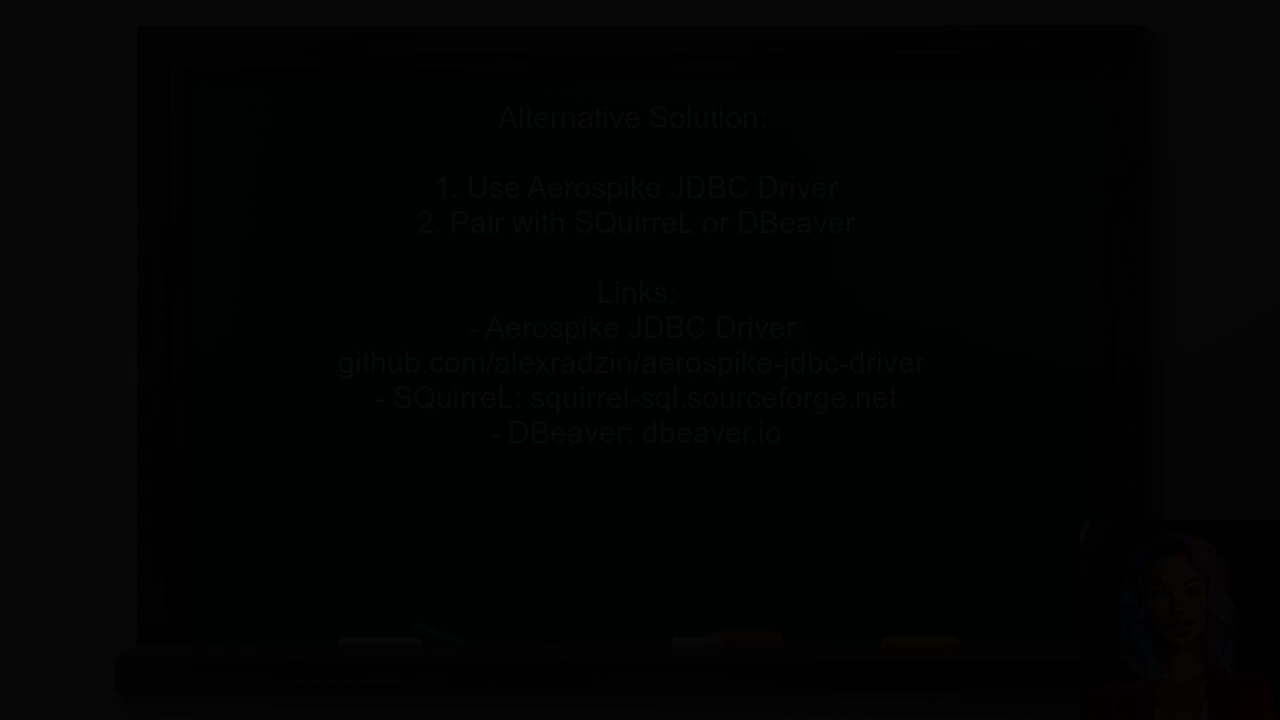 Alternative Solution:
1. Use Aerospike JDBC Driver
2. Pair with SQuirreL or DBeaver
Links:
- Aerospike JDBC Driver:
github.com/alexradzin/aerospike-jdbc-driver
- SQuirreL: squirrel-sql.sourceforge.net
- DBeaver: dbeaver.io